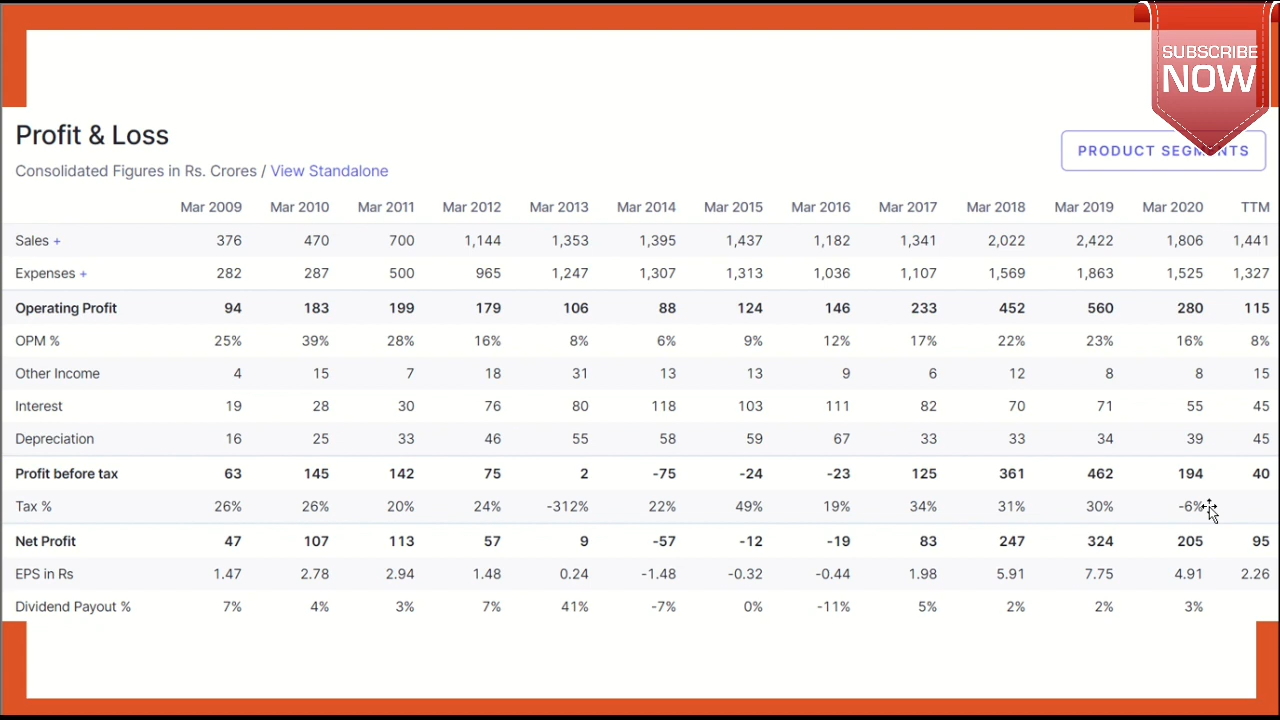 SUBSCRIBE
NOW
Profit & Loss
PRODUCT SEGMENTS
Consolidated Figures in Rs. Crores / View Standalone
Mar 2009 Mar 2010 Mar 2011 Mar 2012 Mar 2013 Mar 2014 Mar 2015 Mar 2016 Mar 2017 Mar 2018 Mar 2019 Mar 2020 TTM
Sales + 376 470 700 1,144 1,353 1,395 1,437 1,182 1,341 2,022 2,422 1,806 1,441
Expenses + 282 287 500 965 1,247 1,307 1,313 1,036 1,107 1,569 1,863 1,525 1,327
Operating Profit 94 183 199 179 106 88 124 146 233 452 560 280 115
OPM % 25% 39% 28% 16% 8% 6% 9% 12% 17% 22% 23% 16% 8%
Other Income 4 15 7 18 31 13 13 9 6 12 8 8 15
Interest 19 28 30 76 80 118 103 111 82 70 71 55 45
Depreciation 16 25 33 46 55 58 59 67 33 33 34 39 45
Profit before tax 63 145 142 75 2 -75 -24 -23 125 361 462 194 40
Tax % 26% 26% 20% 24% -312% 22% 49% 19% 34% 31% 30% -6%
Net Profit 47 107 113 57 9 -57 -12 -19 83 247 324 205 95
EPS in Rs 1.47 2.78 2.94 1.48 0.24 -1.48 -0.32 -0.44 1.98 5.91 7.75 4.91 2.26
Dividend Payout % 7% 4% 3% 7% 41% -7% 0% -11% 5% 2% 2% 3%